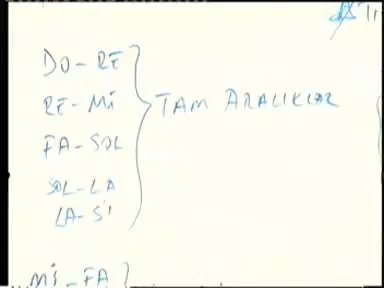 DO - RE
RE - Mİ
FA - SOL
SOL - LA
LA - Sİ
TAM ARALIKLAR
Mİ - FA